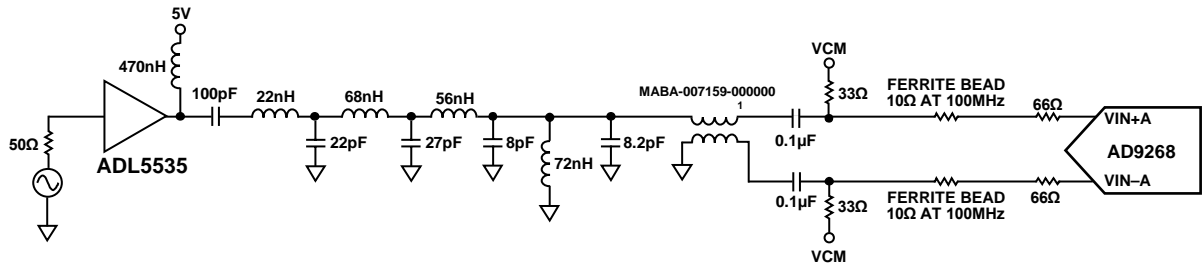 5V
470nH
100pF
22nH
68nH
56nH
MABA-007159-000000
1
VCM
33Ω
FERRITE BEAD
10Ω AT 100MHz
66Ω
50Ω
ADL5535
22pF
27pF
8pF
72nH
8.2pF
0.1µF
VIN+A
AD9268
VIN–A
0.1µF
33Ω
FERRITE BEAD
10Ω AT 100MHz
66Ω
VCM